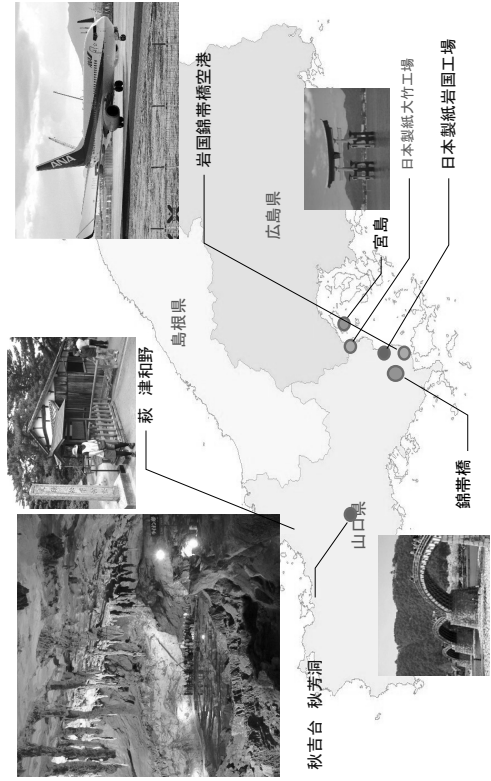 ANA
岩国錦帯橋空港
萩　津和野
島根県
広島県
宮島
日本製紙大竹工場
日本製紙岩国工場
山口県
錦帯橋
秋吉台　秋芳洞